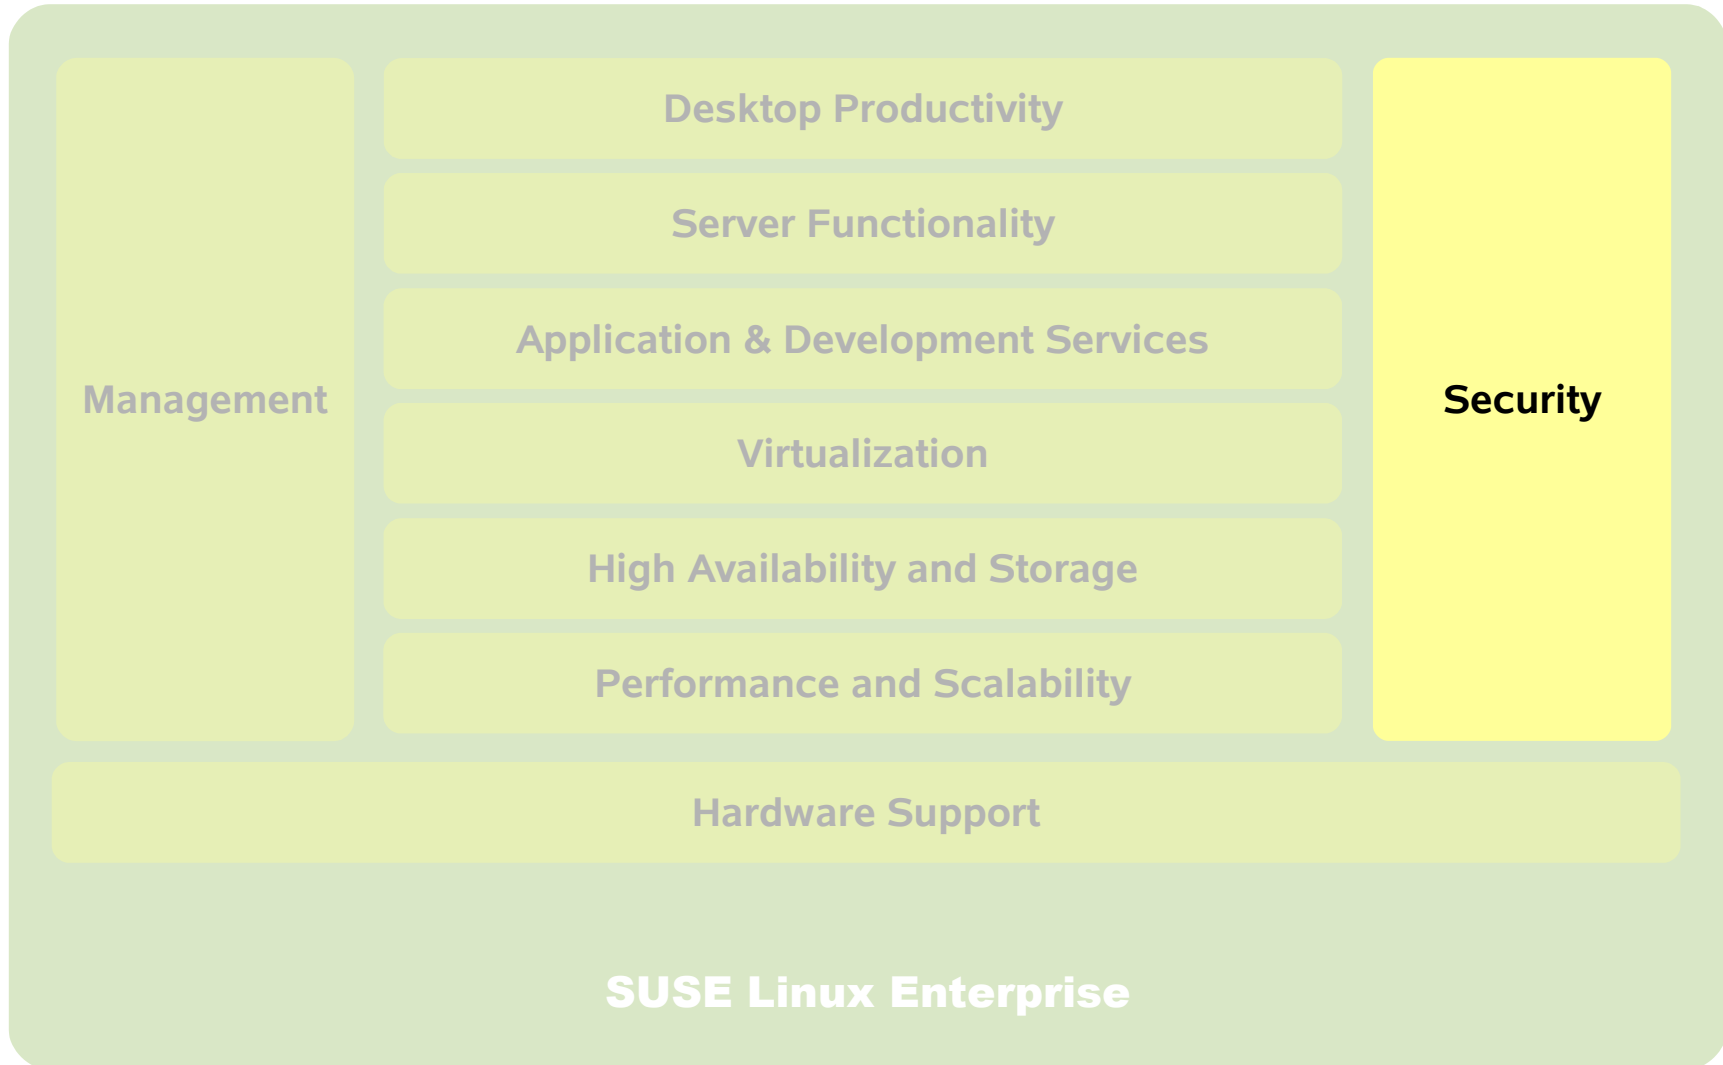 Management
Desktop Productivity
Server Functionality
Application & Development Services
Virtualization
High Availability and Storage
Performance and Scalability
Security
Hardware Support
SUSE Linux Enterprise